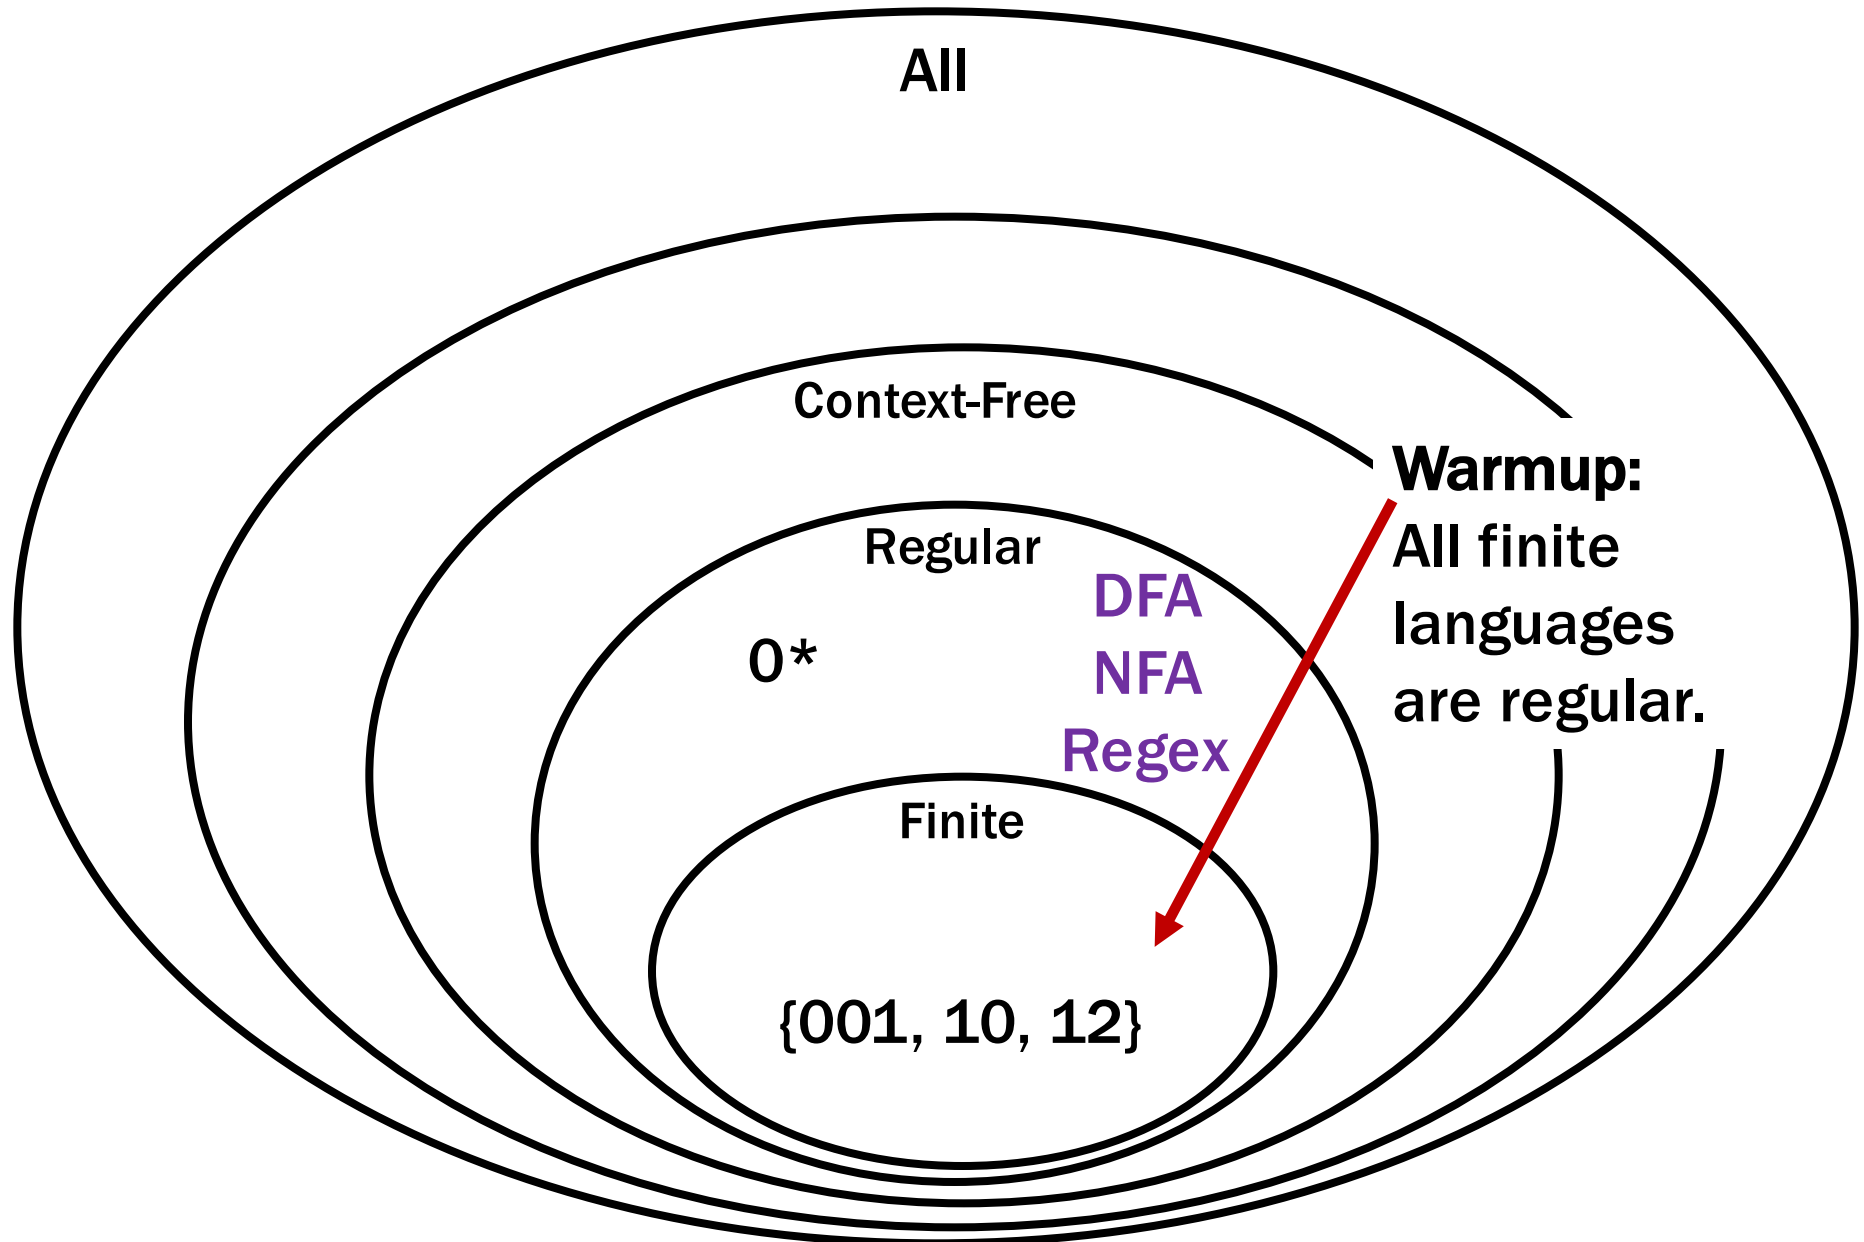 All
Context-Free
Warmup:
All finite
languages
are regular.
Regular
DFA
NFA
Regex
0*
Finite
{001, 10, 12}